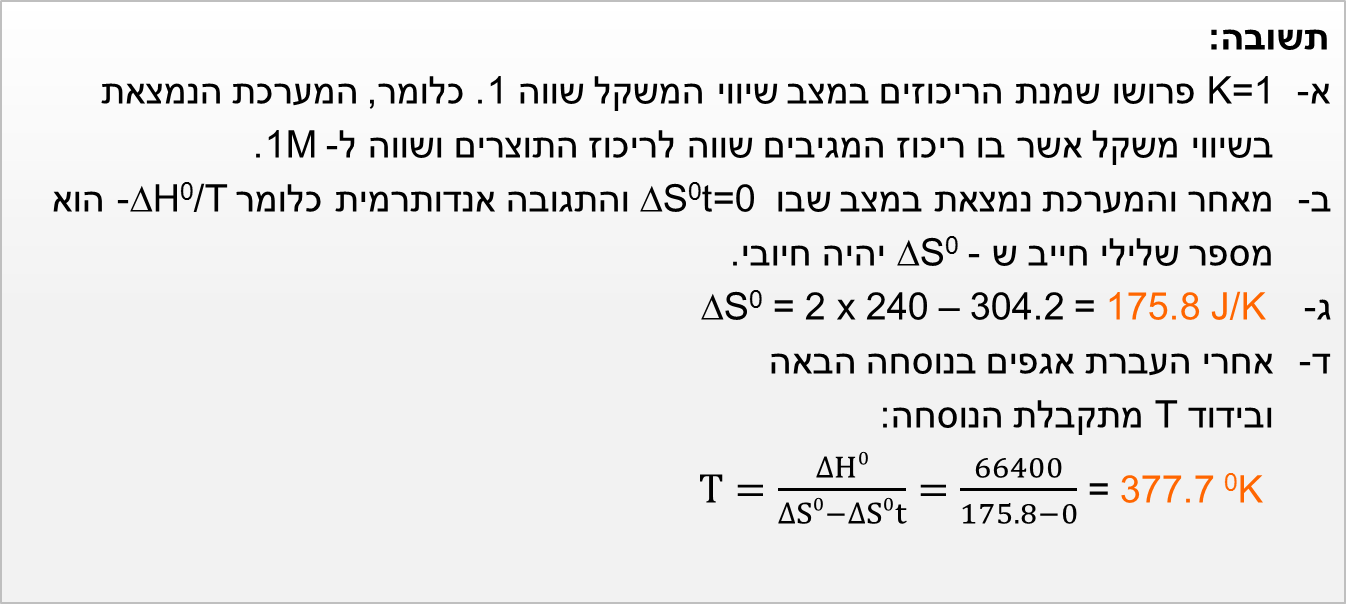 תשובה:
א- K=1 פרושו שמנת הריכוזים במצב שיווי המשקל שווה 1. כלומר, המערכת הנמצאת
בשיווי משקל אשר בו ריכוז המגיבים שווה לריכוז התוצרים ושווה ל- 1M.
ב- מאחר והמערכת נמצאת במצב שבו ΔS⁰t=0 והתגובה אנדותרמית כלומר ΔH⁰/T- הוא
מספר שלילי חייב ש - ΔS⁰ יהיה חיובי.
ג- ΔS⁰ = 2 x 240 – 304.2 = 175.8 J/K
ד- אחרי העברת אגפים בנוסחה הבאה
ובידוד T מתקבלת הנוסחה:
T = ΔH⁰/(ΔS⁰−ΔS⁰t) = 66400/(175.8−0) = 377.7 ⁰K